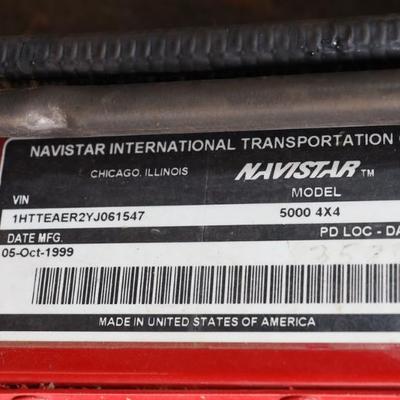 NAVISTAR INTERNATIONAL TRANSPORTATION
CHICAGO, ILLINOIS NAVISTAR™
VIN MODEL
1HTTEAER2YJ061547 5000 4X4
DATE MFG. PD LOC - DA
05-Oct-1999
MADE IN UNITED STATES OF AMERICA